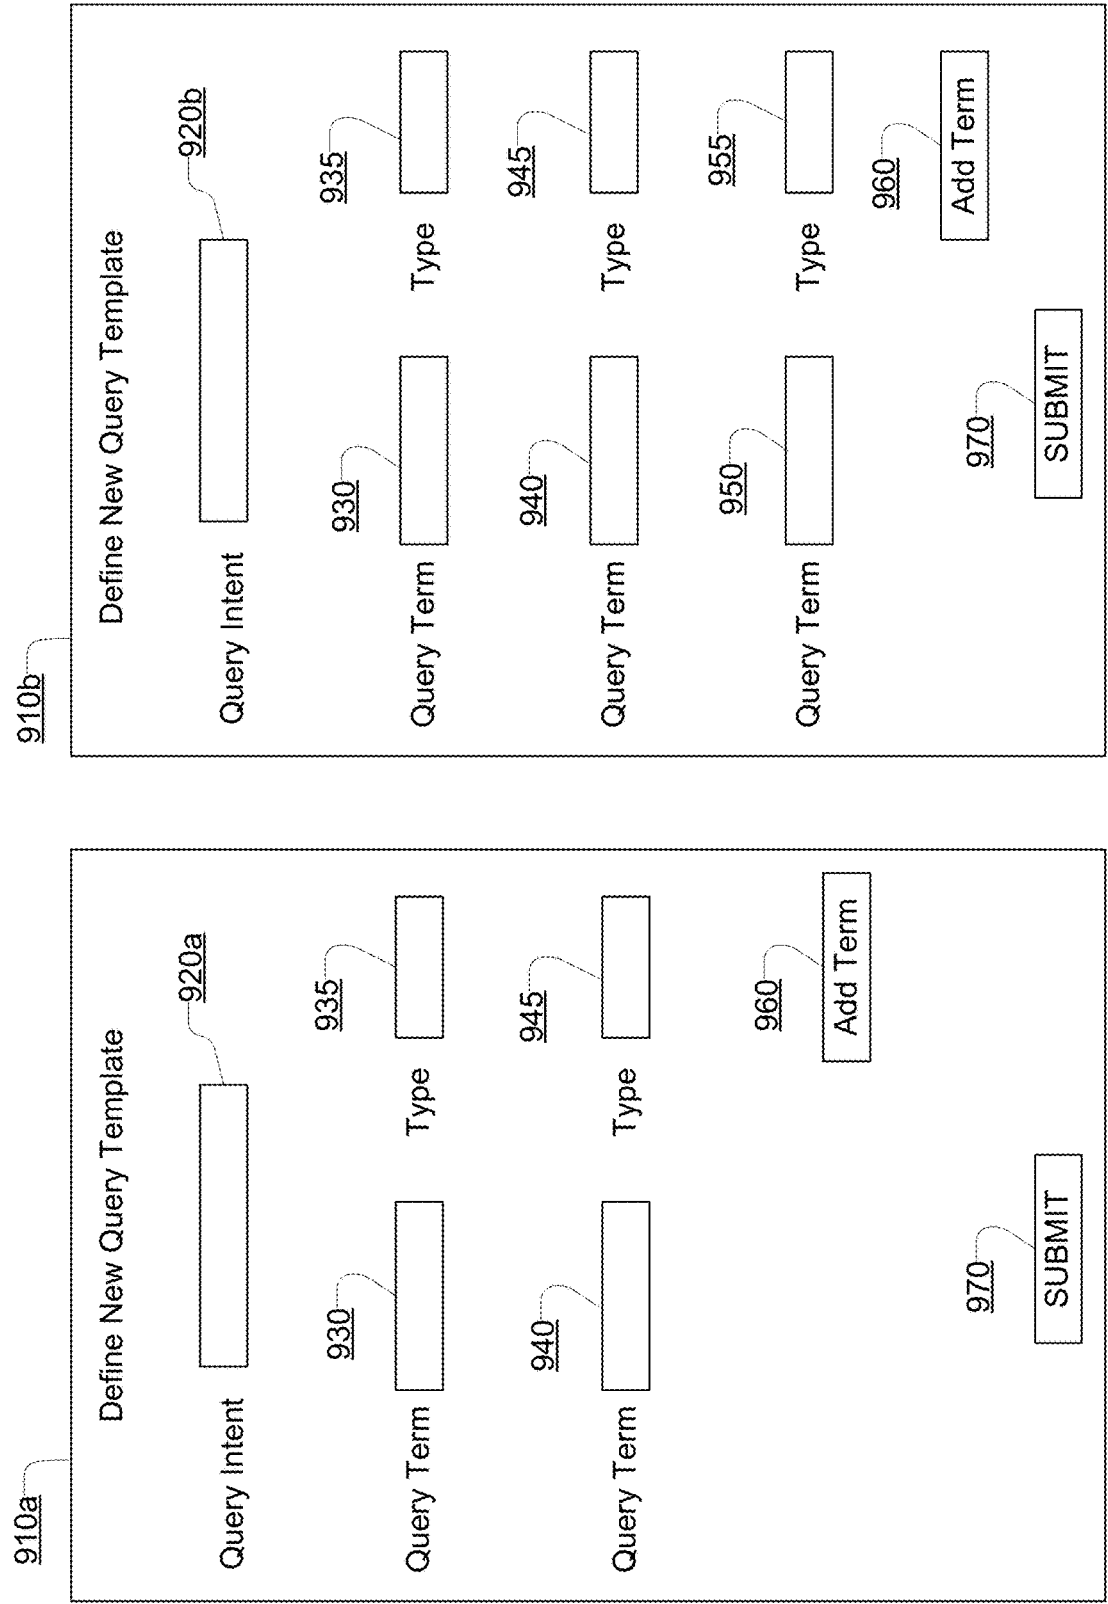 910a
Define New Query Template
920a
Query Intent
930
935
Query Term
Type
940
945
Query Term
Type
960
Add Term
970
SUBMIT
910b
Define New Query Template
920b
Query Intent
930
935
Query Term
Type
940
945
Query Term
Type
950
955
Query Term
Type
960
Add Term
970
SUBMIT